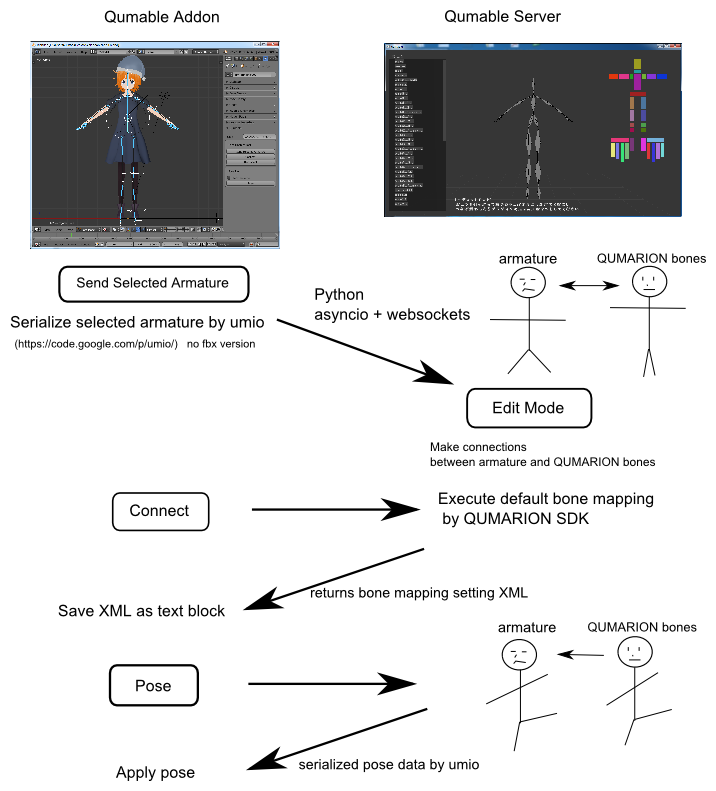 Qumable Addon
Qumable Server
Send Selected Armature
Serialize selected armature by umio
(https://code.google.com/p/umio/) no fbx version
Python
asyncio + websockets
armature
QUMARION bones
Edit Mode
Make connections
between armature and QUMARION bones
Connect
Execute default bone mapping
by QUMARION SDK
returns bone mapping setting XML
Save XML as text block
armature
QUMARION bones
Pose
serialized pose data by umio
Apply pose